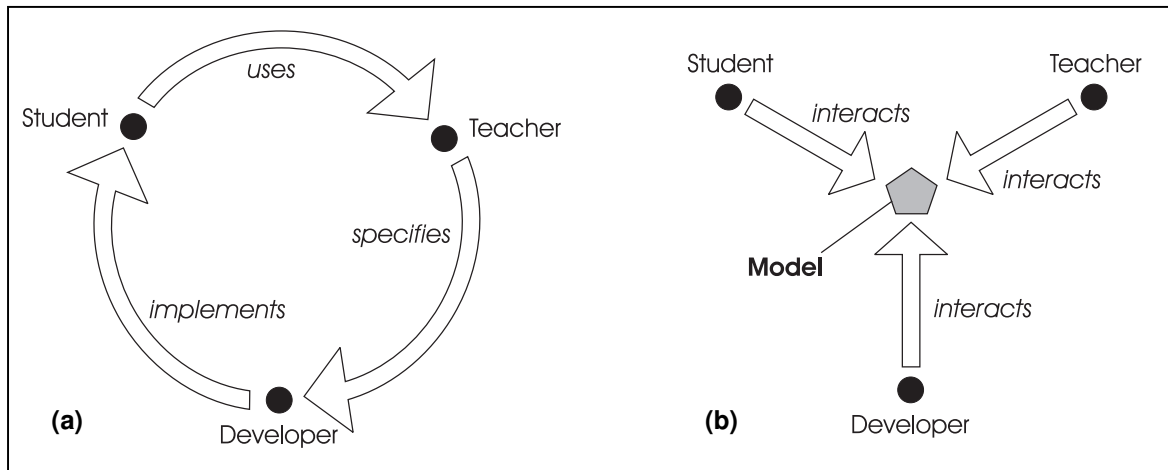 uses
Student
Teacher
specifies
implements
Developer
(a)
Student
Teacher
interacts
interacts
Model
interacts
Developer
(b)